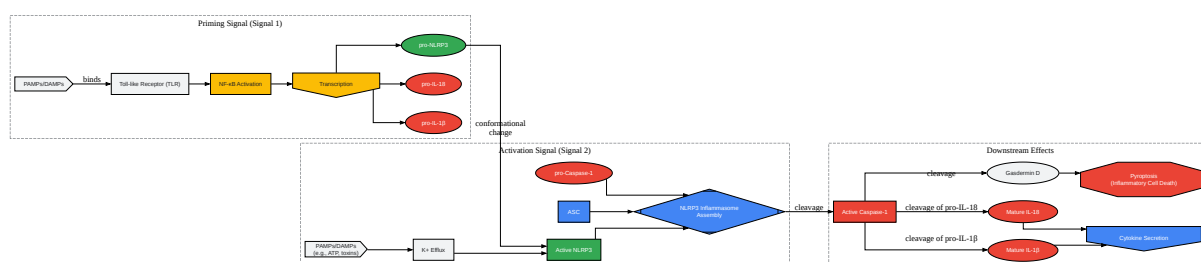 Priming Signal (Signal 1)
PAMPs/DAMPs
binds
Toll-like Receptor (TLR)
NF-κB Activation
Transcription
pro-NLRP3
pro-IL-18
pro-IL-1β
conformational
change
Activation Signal (Signal 2)
pro-Caspase-1
ASC
NLRP3 Inflammasome
Assembly
PAMPs/DAMPs
(e.g., ATP, toxins)
K+ Efflux
Active NLRP3
cleavage
Downstream Effects
Active Caspase-1
cleavage
Gasdermin D
Pyroptosis
(Inflammatory Cell Death)
cleavage of pro-IL-18
Mature IL-18
cleavage of pro-IL-1β
Mature IL-1β
Cytokine Secretion